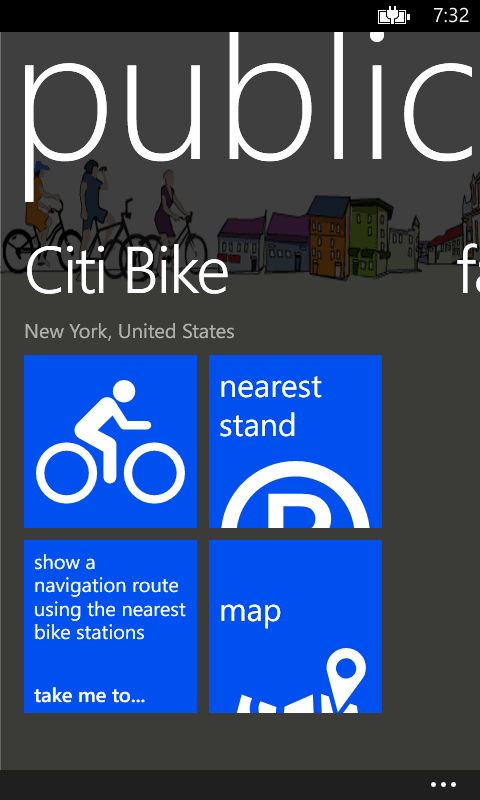 7:32
public
Citi Bike
fa
New York, United States
nearest
stand
P
show a
navigation route
using the nearest
bike stations
take me to...
map